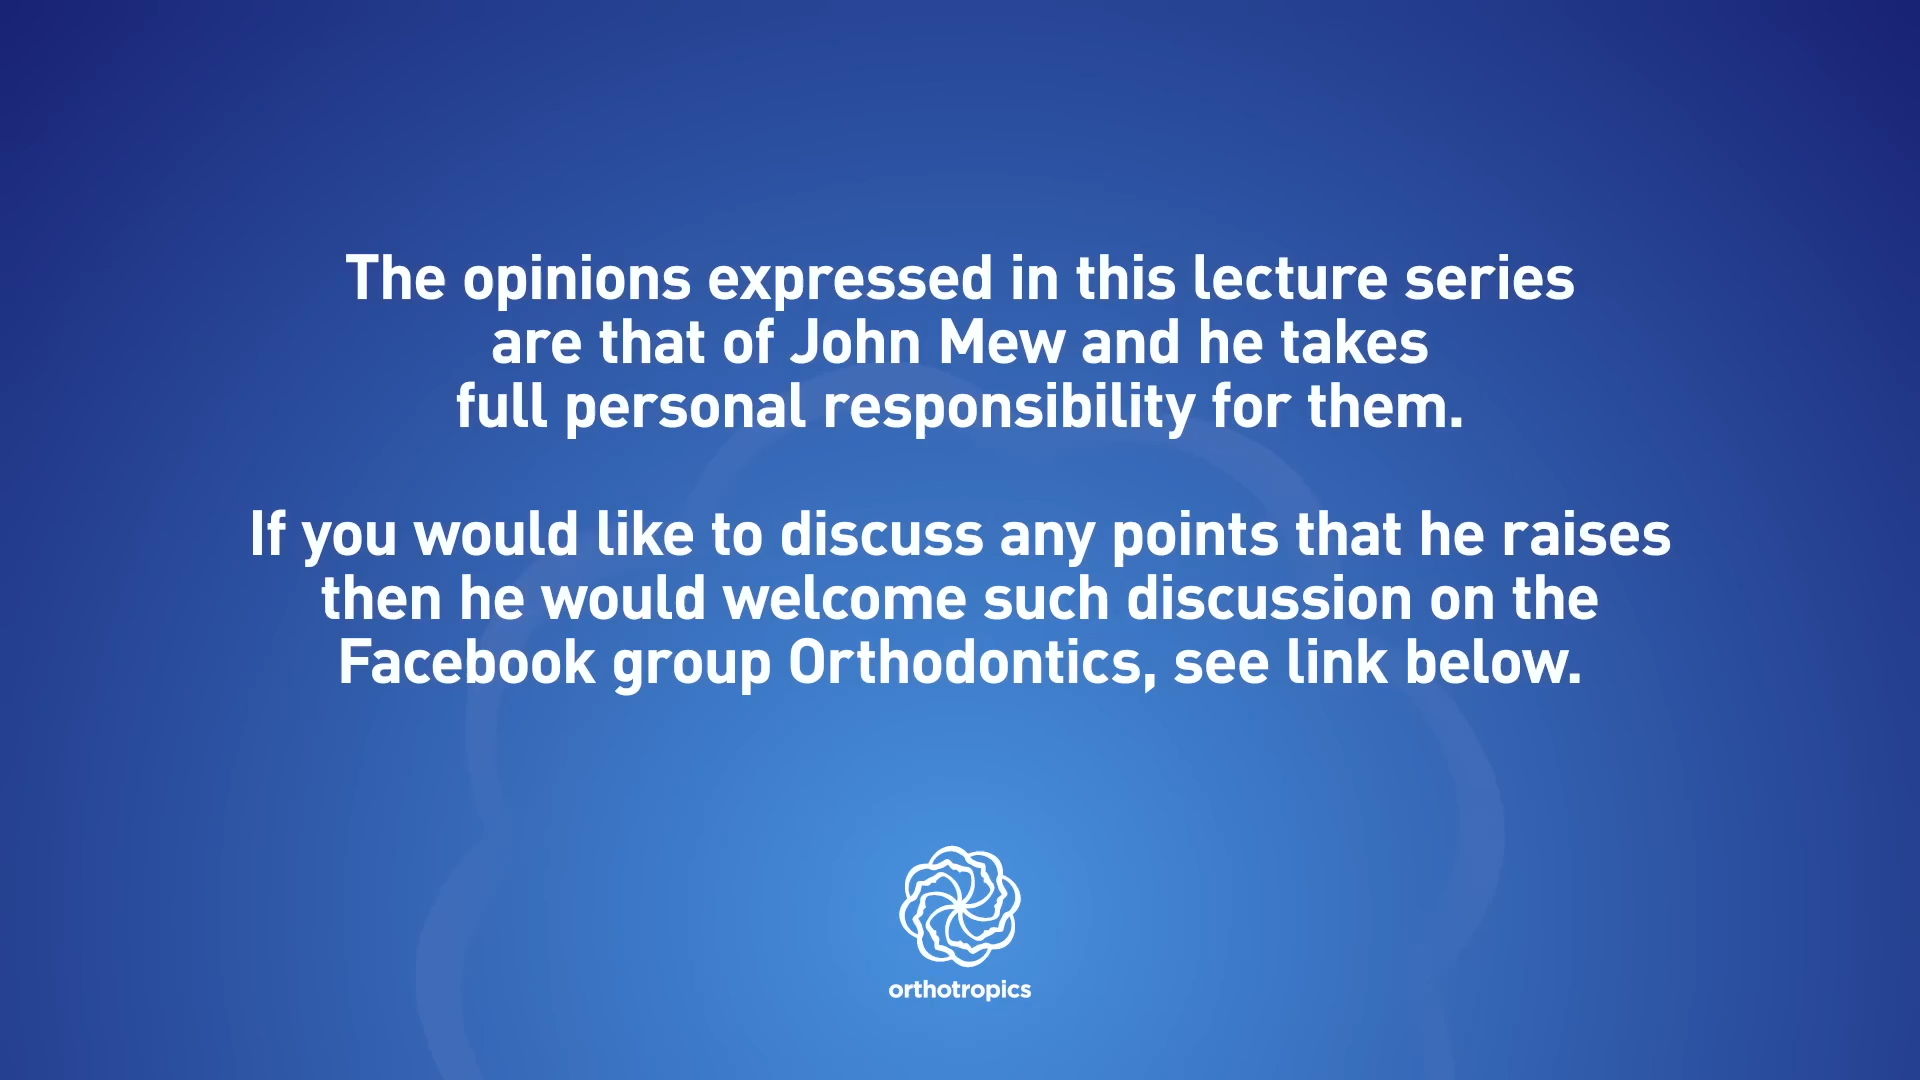 The opinions expressed in this lecture series
are that of John Mew and he takes
full personal responsibility for them.
If you would like to discuss any points that he raises
then he would welcome such discussion on the
Facebook group Orthodontics, see link below.
orthotropics